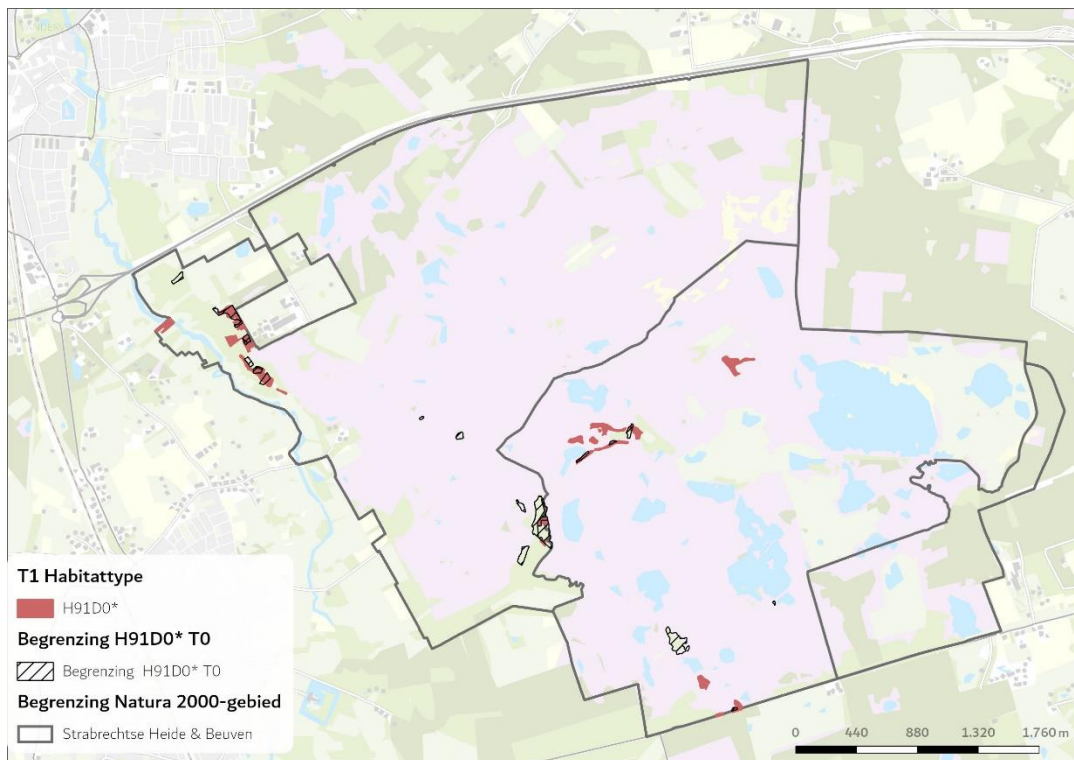 T1 Habitattype
H91D0*
Begrenzing H91D0* T0
Begrenzing H91D0* T0
Begrenzing Natura 2000-gebied
Strabrechtse Heide & Beuven
0 440 880 1.320 1.760 m